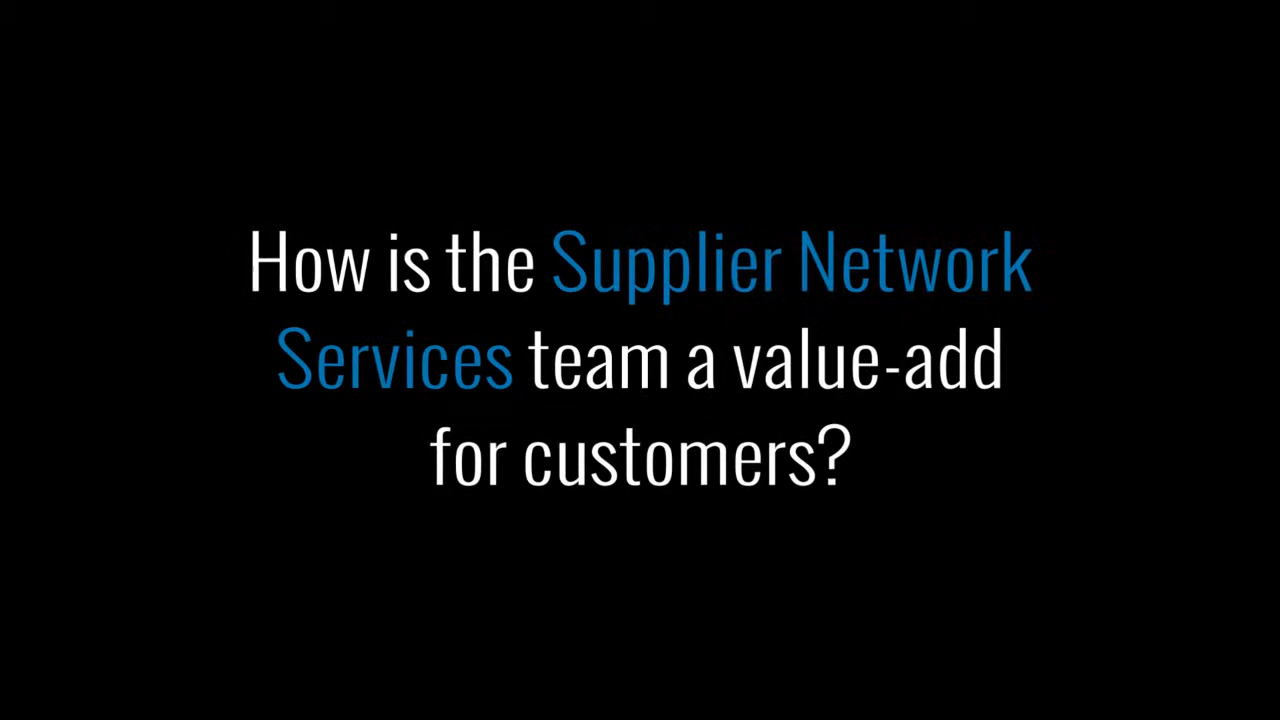 How is the Supplier Network
Services team a value-add
for customers?